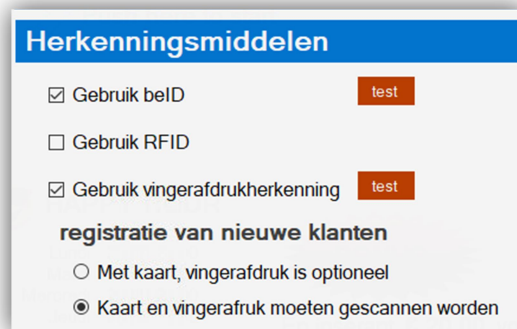 Herkenningsmiddelen
Gebruik beID test
Gebruik RFID
Gebruik vingerafdrukherkenning test
registratie van nieuwe klanten
Met kaart, vingerafdruk is optioneel
Kaart en vingerafruk moeten gescannen worden